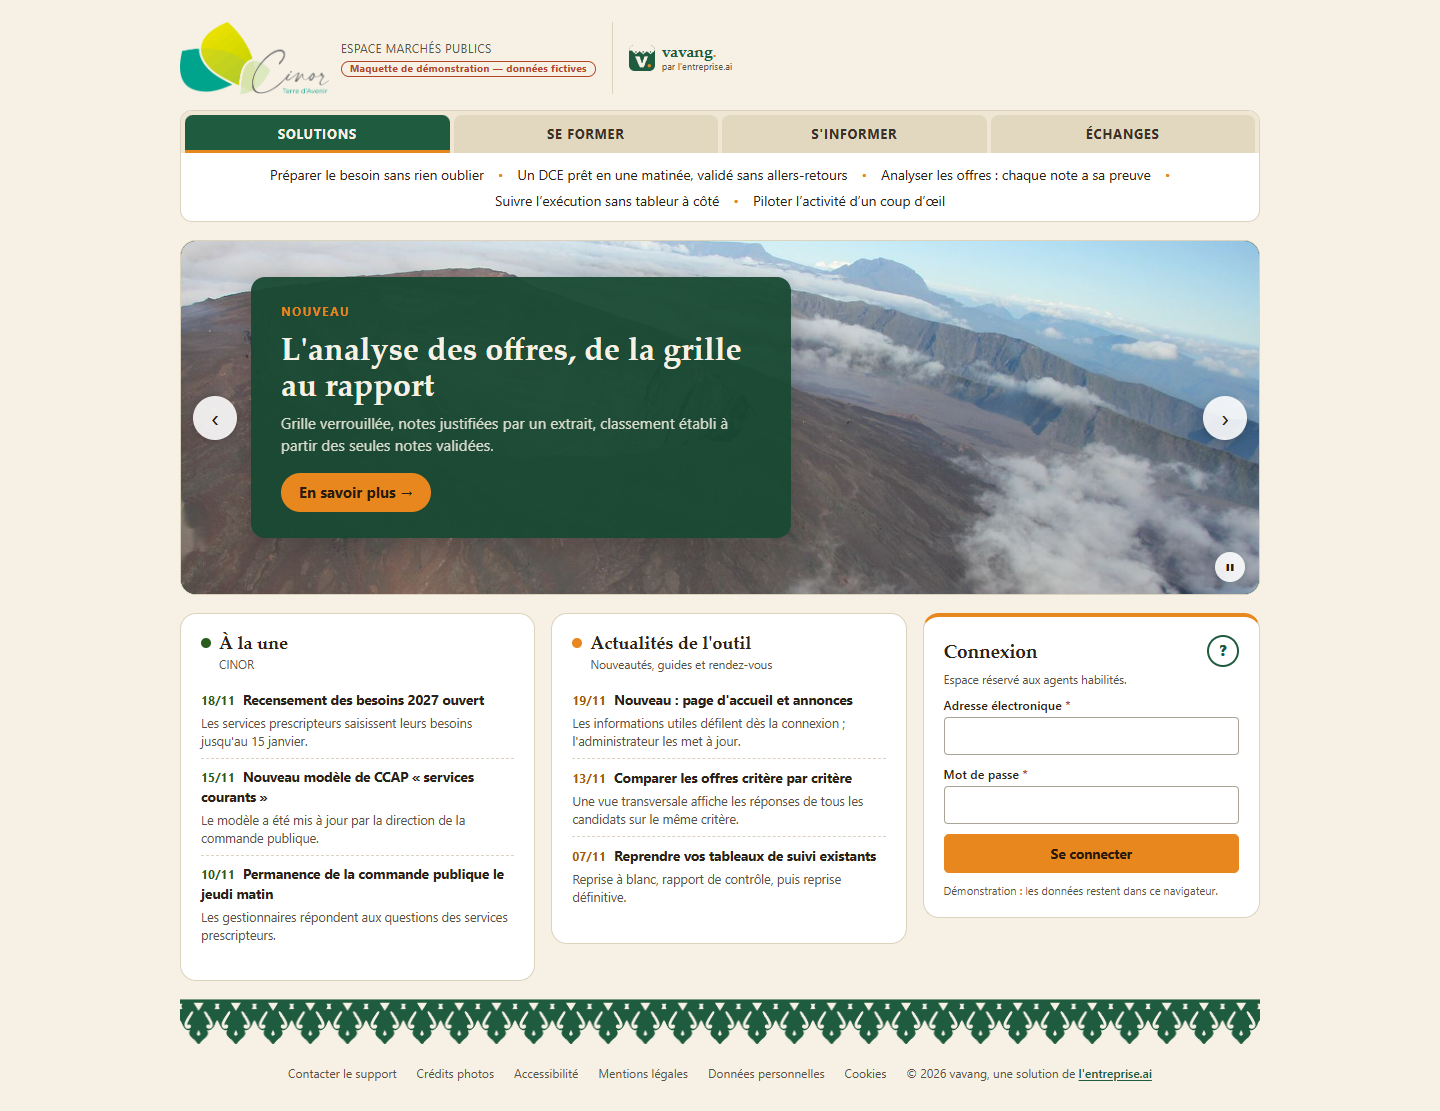 Cinor
Terre d'Avenir
ESPACE MARCHÉS PUBLICS
Maquette de démonstration — données fictives
v.
vavang.
par l'entreprise.ai
SOLUTIONS
SE FORMER
S'INFORMER
ÉCHANGES
Préparer le besoin sans rien oublier • Un DCE prêt en une matinée, validé sans allers-retours • Analyser les offres : chaque note a sa preuve •
Suivre l’exécution sans tableur à côté • Piloter l’activité d’un coup d’œil
NOUVEAU
L'analyse des offres, de la grille
au rapport
Grille verrouillée, notes justifiées par un extrait, classement établi à
partir des seules notes validées.
En savoir plus →
‹
›
À la une
CINOR
18/11 Recensement des besoins 2027 ouvert
Les services prescripteurs saisissent leurs besoins
jusqu'au 15 janvier.
15/11 Nouveau modèle de CCAP « services
courants »
Le modèle a été mis à jour par la direction de la
commande publique.
10/11 Permanence de la commande publique le
jeudi matin
Les gestionnaires répondent aux questions des services
prescripteurs.
Actualités de l'outil
Nouveautés, guides et rendez-vous
19/11 Nouveau : page d'accueil et annonces
Les informations utiles défilent dès la connexion ;
l'administrateur les met à jour.
13/11 Comparer les offres critère par critère
Une vue transversale affiche les réponses de tous les
candidats sur le même critère.
07/11 Reprendre vos tableaux de suivi existants
Reprise à blanc, rapport de contrôle, puis reprise
définitive.
Connexion
?
Espace réservé aux agents habilités.
Adresse électronique *
Mot de passe *
Se connecter
Démonstration : les données restent dans ce navigateur.
Contacter le support
Crédits photos
Accessibilité
Mentions légales
Données personnelles
Cookies
© 2026 vavang, une solution de l'entreprise.ai